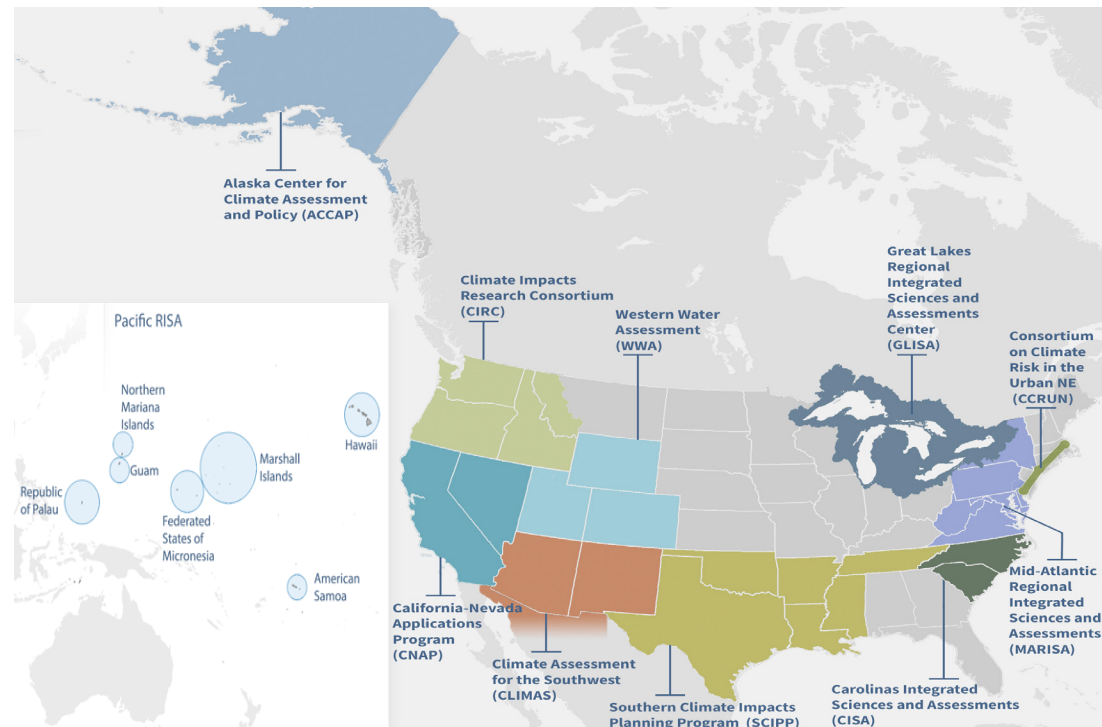 Alaska Center for
Climate Assessment
and Policy (ACCAP)
Climate Impacts
Research Consortium
(CIRC)
Western Water
Assessment
(WWA)
Great Lakes
Regional
Integrated
Sciences and
Assessments
Center
(GLISA)
Consortium
on Climate
Risk in the
Urban NE
(CCRUN)
Pacific RISA
Northern
Mariana
Islands
Guam
Hawaii
Marshall
Islands
Republic
of Palau
Federated
States of
Micronesia
American
Samoa
California-Nevada
Applications
Program
(CNAP)
Climate Assessment
for the Southwest
(CLIMAS)
Southern Climate Impacts
Planning Program (SCIPP)
Carolinas Integrated
Sciences and Assessments
(CISA)
Mid-Atlantic
Regional
Integrated
Sciences and
Assessments
(MARISA)